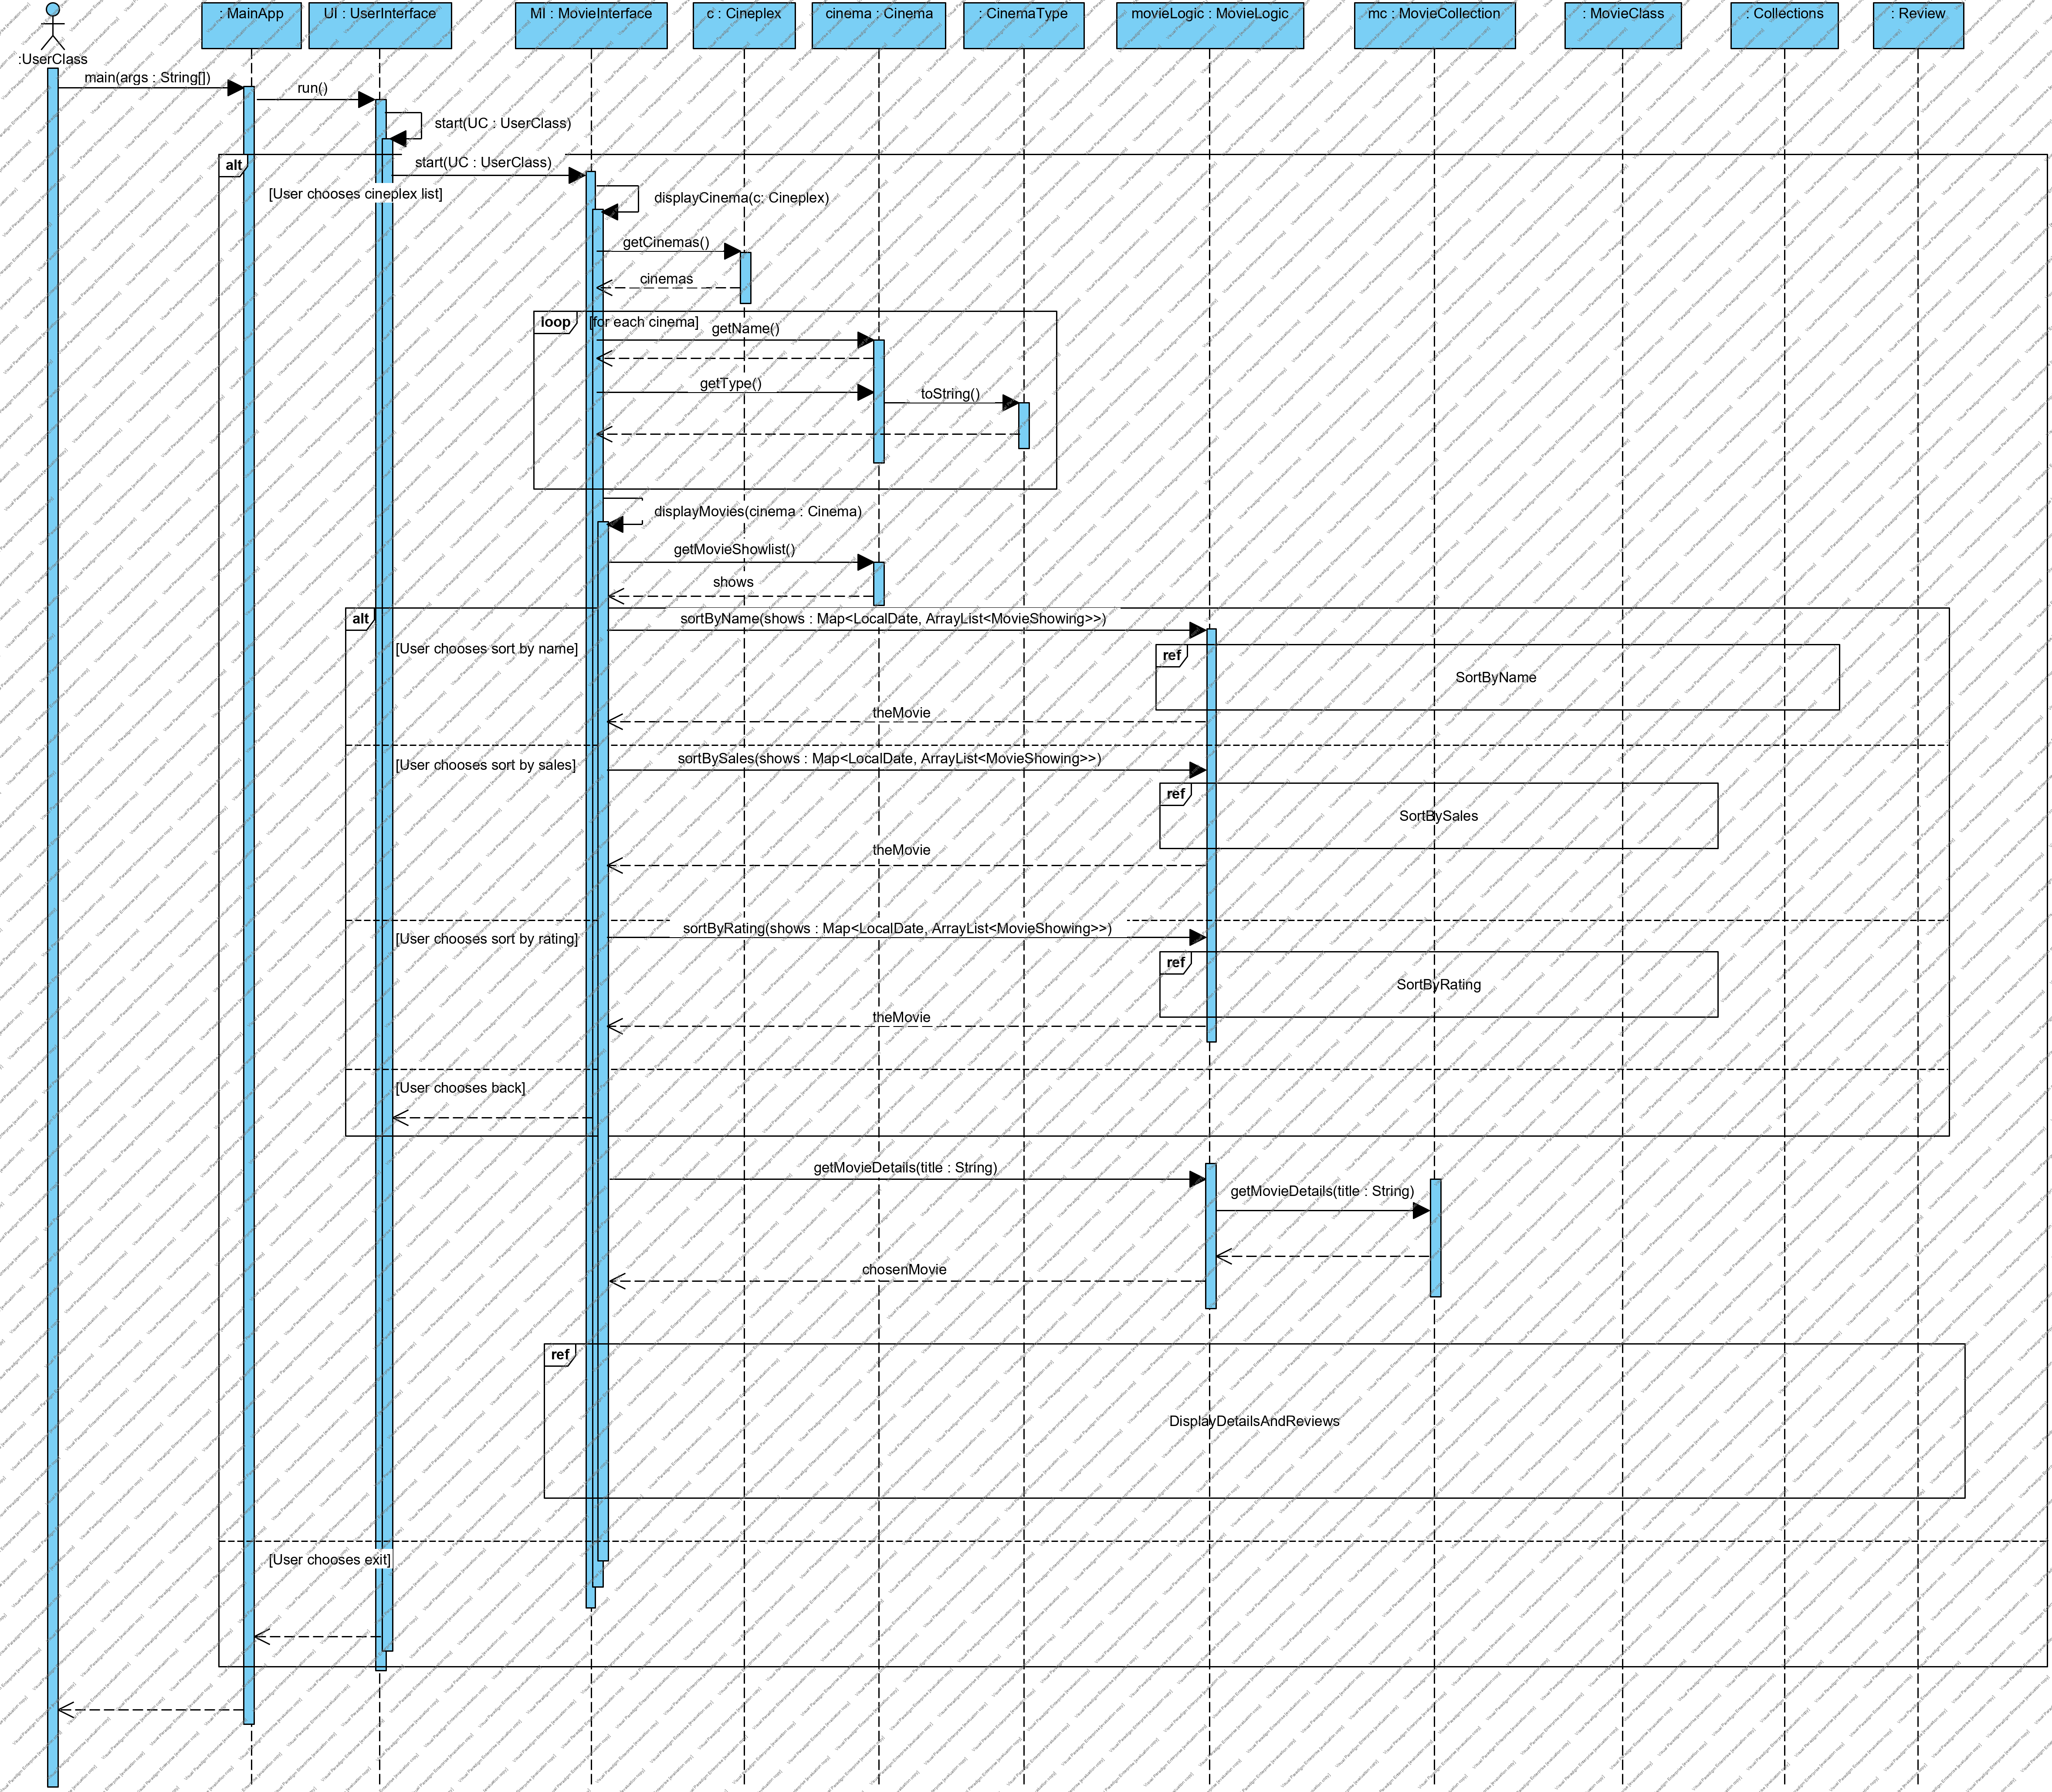 : MainApp
UI : UserInterface
MI : MovieInterface
c : Cineplex
cinema : Cinema
: CinemaType
movieLogic : MovieLogic
mc : MovieCollection
: MovieClass
: Collections
: Review
:UserClass
main(args : String[])
run()
start(UC : UserClass)
alt
start(UC : UserClass)
[User chooses cineplex list]
displayCinema(c: Cineplex)
getCinemas()
cinemas
loop
[for each cinema]
getName()
getType()
toString()
displayMovies(cinema : Cinema)
getMovieShowlist()
shows
alt
sortByName(shows : Map<LocalDate, ArrayList<MovieShowing>>)
[User chooses sort by name]
ref
SortByName
theMovie
[User chooses sort by sales]
sortBySales(shows : Map<LocalDate, ArrayList<MovieShowing>>)
ref
SortBySales
theMovie
sortByRating(shows : Map<LocalDate, ArrayList<MovieShowing>>)
[User chooses sort by rating]
ref
SortByRating
theMovie
[User chooses back]
getMovieDetails(title : String)
getMovieDetails(title : String)
chosenMovie
ref
DisplayDetailsAndReviews
[User chooses exit]